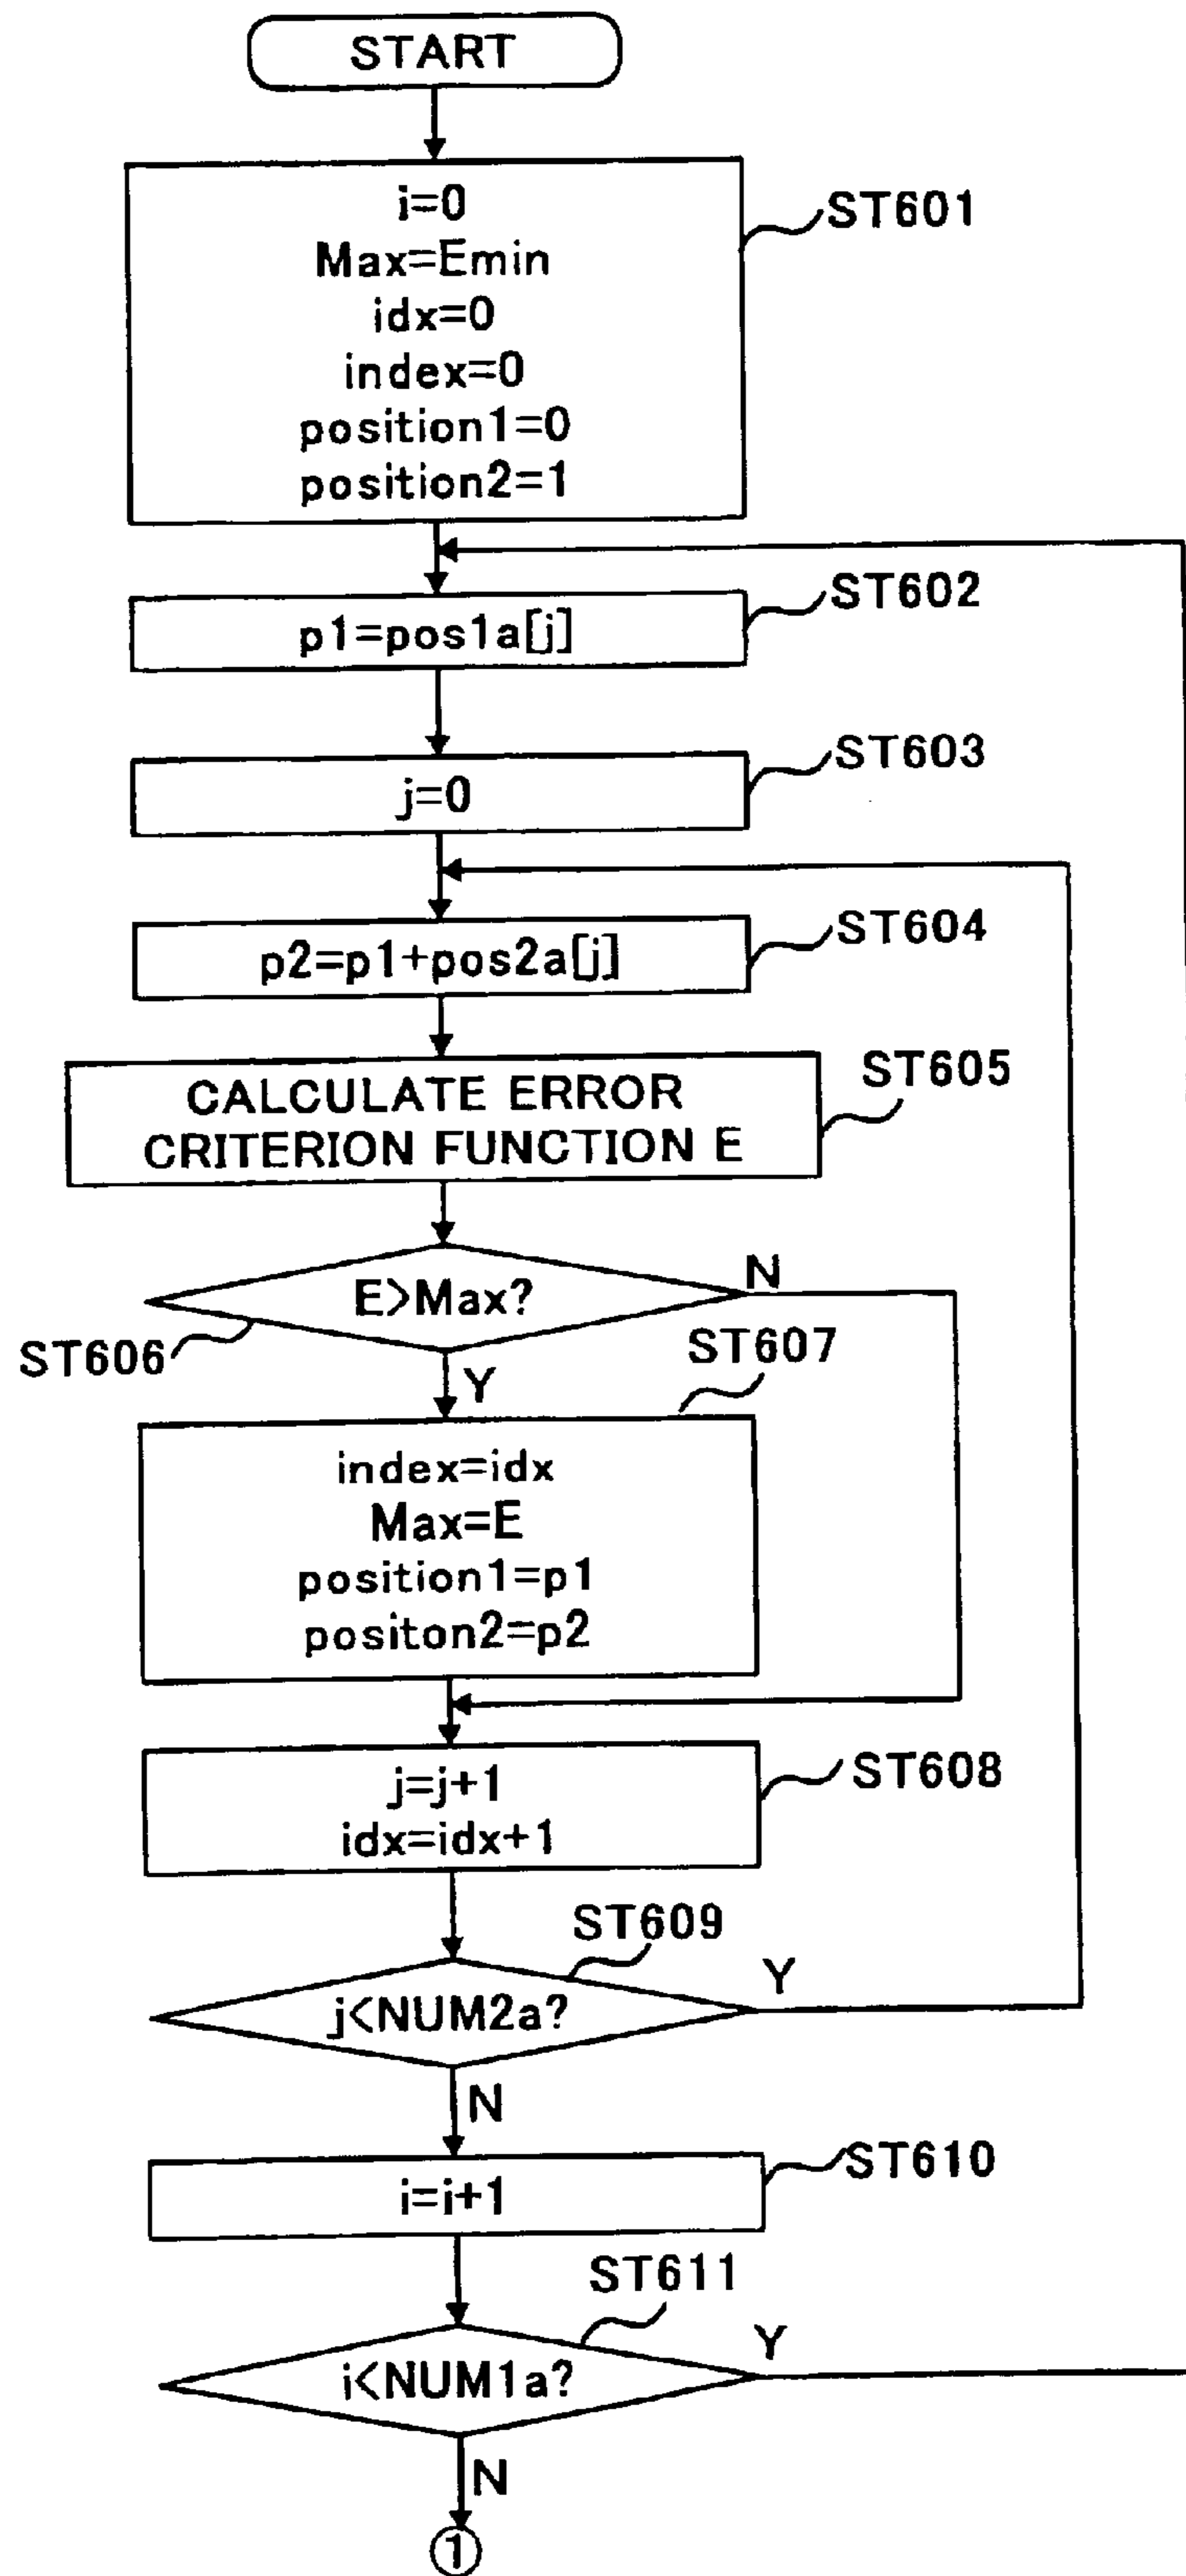 START
i=0
Max=Emin
idx=0
index=0
position1=0
position2=1
ST601
p1=pos1a[j]
ST602
j=0
ST603
p2=p1+pos2a[j]
ST604
CALCULATE ERROR
CRITERION FUNCTION E
ST605
E>Max?
N
ST606
Y
ST607
index=idx
Max=E
position1=p1
positon2=p2
j=j+1
idx=idx+1
ST608
ST609
j<NUM2a?
Y
N
i=i+1
ST610
ST611
i<NUM1a?
Y
N
①